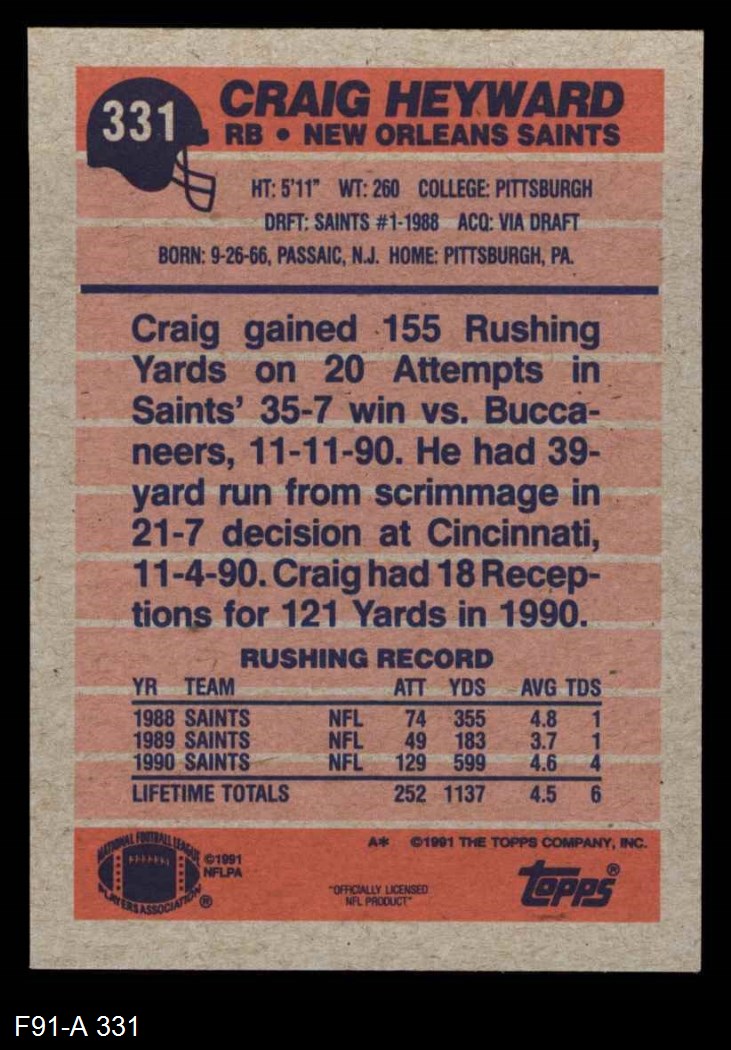 331
CRAIG HEYWARD
RB • NEW ORLEANS SAINTS
HT: 5'11" WT: 260 COLLEGE: PITTSBURGH
DRFT: SAINTS #1-1988 ACQ: VIA DRAFT
BORN: 9-26-66, PASSAIC, N.J. HOME: PITTSBURGH, PA.
Craig gained 155 Rushing
Yards on 20 Attempts in
Saints' 35-7 win vs. Bucca-
neers, 11-11-90. He had 39-
yard run from scrimmage in
21-7 decision at Cincinnati,
11-4-90. Craig had 18 Recep-
tions for 121 Yards in 1990.
RUSHING RECORD
YR TEAM ATT YDS AVG TDS
1988 SAINTS NFL 74 355 4.8 1
1989 SAINTS NFL 49 183 3.7 1
1990 SAINTS NFL 129 599 4.6 4
LIFETIME TOTALS 252 1137 4.5 6
A* ©1991 THE TOPPS COMPANY, INC.
NATIONAL FOOTBALL LEAGUE
PLAYERS ASSOCIATION ®
©1991
NFLPA
"OFFICIALLY LICENSED
NFL PRODUCT"
topps®
F91-A 331